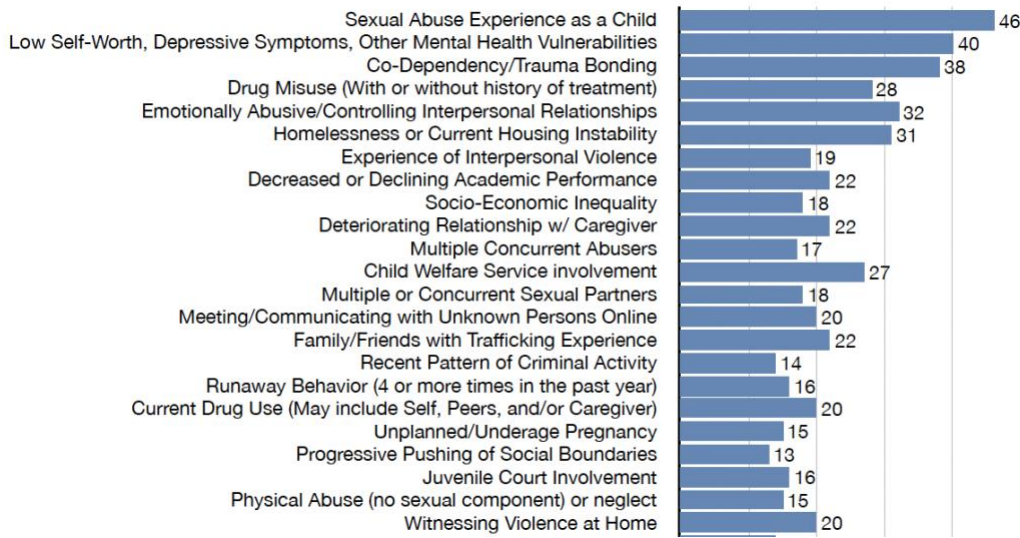 Sexual Abuse Experience as a Child 46
Low Self-Worth, Depressive Symptoms, Other Mental Health Vulnerabilities 40
Co-Dependency/Trauma Bonding 38
Drug Misuse (With or without history of treatment) 28
Emotionally Abusive/Controlling Interpersonal Relationships 32
Homelessness or Current Housing Instability 31
Experience of Interpersonal Violence 19
Decreased or Declining Academic Performance 22
Socio-Economic Inequality 18
Deteriorating Relationship w/ Caregiver 22
Multiple Concurrent Abusers 17
Child Welfare Service involvement 27
Multiple or Concurrent Sexual Partners 18
Meeting/Communicating with Unknown Persons Online 20
Family/Friends with Trafficking Experience 22
Recent Pattern of Criminal Activity 14
Runaway Behavior (4 or more times in the past year) 16
Current Drug Use (May include Self, Peers, and/or Caregiver) 20
Unplanned/Underage Pregnancy 15
Progressive Pushing of Social Boundaries 13
Juvenile Court Involvement 16
Physical Abuse (no sexual component) or neglect 15
Witnessing Violence at Home 20